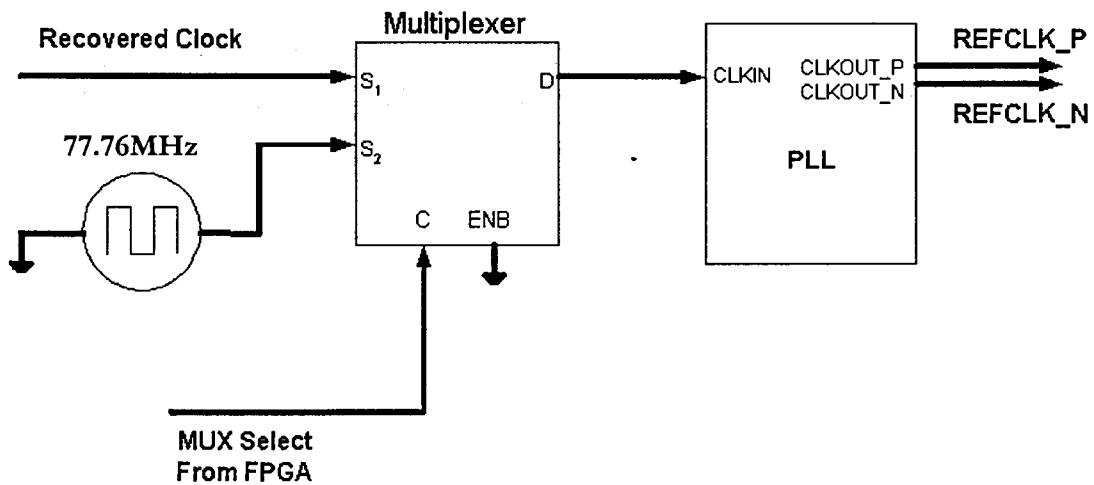 Multiplexer
Recovered Clock
REFCLK_P
S1
D
CLKIN
CLKOUT_P
CLKOUT_N
REFCLK_N
77.76MHz
S2
PLL
C
ENB
MUX Select
From FPGA